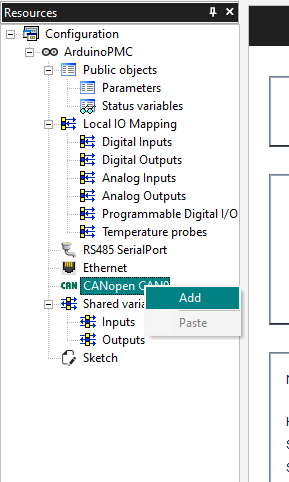 Resources
Configuration
ArduinoPMC
Public objects
Parameters
Status variables
Local IO Mapping
Digital Inputs
Digital Outputs
Analog Inputs
Analog Outputs
Programmable Digital I/O
Temperature probes
RS485 SerialPort
Ethernet
CAN CANopen CAN0
Add
Shared varia
Paste
Inputs
Outputs
Sketch